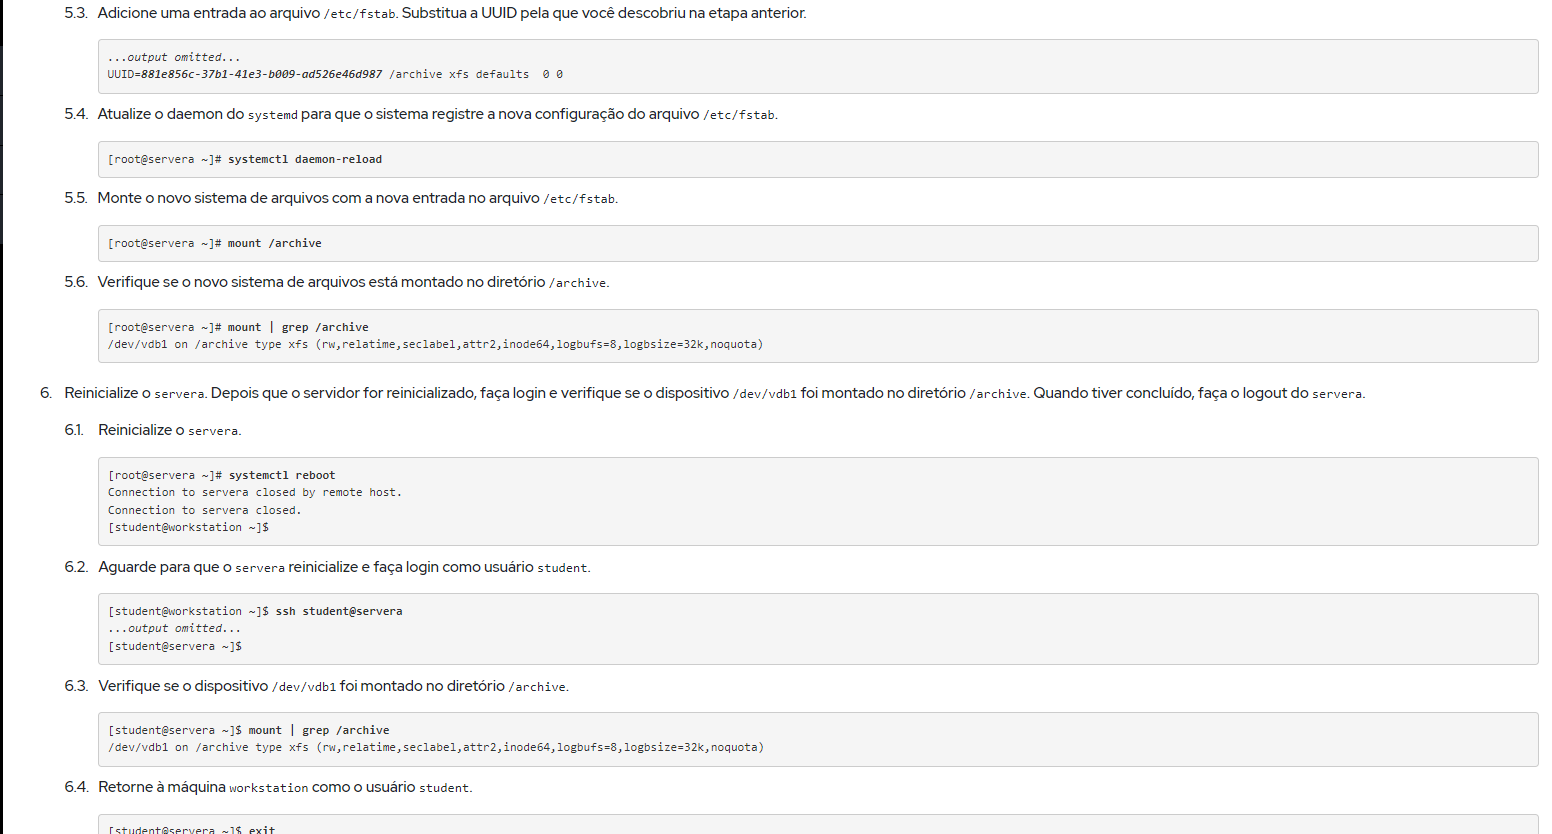 5.3. Adicione uma entrada ao arquivo /etc/fstab. Substitua a UUID pela que você descobriu na etapa anterior.
...output omitted...
UUID=881e856c-37b1-41e3-b009-ad526e46d987 /archive xfs defaults  0 0
5.4. Atualize o daemon do systemd para que o sistema registre a nova configuração do arquivo /etc/fstab.
[root@servera ~]# systemctl daemon-reload
5.5. Monte o novo sistema de arquivos com a nova entrada no arquivo /etc/fstab.
[root@servera ~]# mount /archive
5.6. Verifique se o novo sistema de arquivos está montado no diretório /archive.
[root@servera ~]# mount | grep /archive
/dev/vdb1 on /archive type xfs (rw,relatime,seclabel,attr2,inode64,logbufs=8,logbsize=32k,noquota)
6. Reinicialize o servera. Depois que o servidor for reinicializado, faça login e verifique se o dispositivo /dev/vdb1 foi montado no diretório /archive. Quando tiver concluído, faça o logout do servera.
6.1. Reinicialize o servera.
[root@servera ~]# systemctl reboot
Connection to servera closed by remote host.
Connection to servera closed.
[student@workstation ~]$
6.2. Aguarde para que o servera reinicialize e faça login como usuário student.
[student@workstation ~]$ ssh student@servera
...output omitted...
[student@servera ~]$
6.3. Verifique se o dispositivo /dev/vdb1 foi montado no diretório /archive.
[student@servera ~]$ mount | grep /archive
/dev/vdb1 on /archive type xfs (rw,relatime,seclabel,attr2,inode64,logbufs=8,logbsize=32k,noquota)
6.4. Retorne à máquina workstation como o usuário student.
[student@servera ~]$ exit